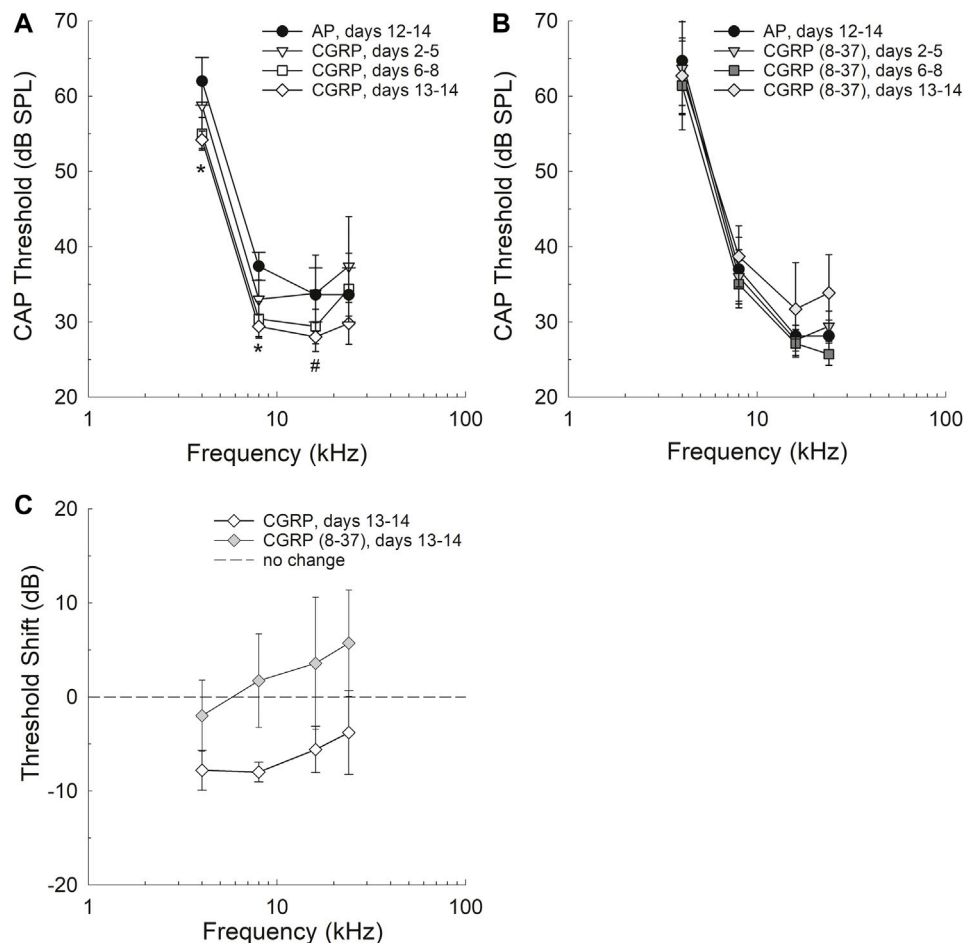 A
AP, days 12-14
CGRP, days 2-5
CGRP, days 6-8
CGRP, days 13-14
CAP Threshold (dB SPL)
70
60
50
40
30
20
*
*
#
1
10
100
Frequency (kHz)
B
AP, days 12-14
CGRP (8-37), days 2-5
CGRP (8-37), days 6-8
CGRP (8-37), days 13-14
CAP Threshold (dB SPL)
70
60
50
40
30
20
1
10
100
Frequency (kHz)
C
CGRP, days 13-14
CGRP (8-37), days 13-14
no change
Threshold Shift (dB)
20
10
0
-10
-20
1
10
100
Frequency (kHz)